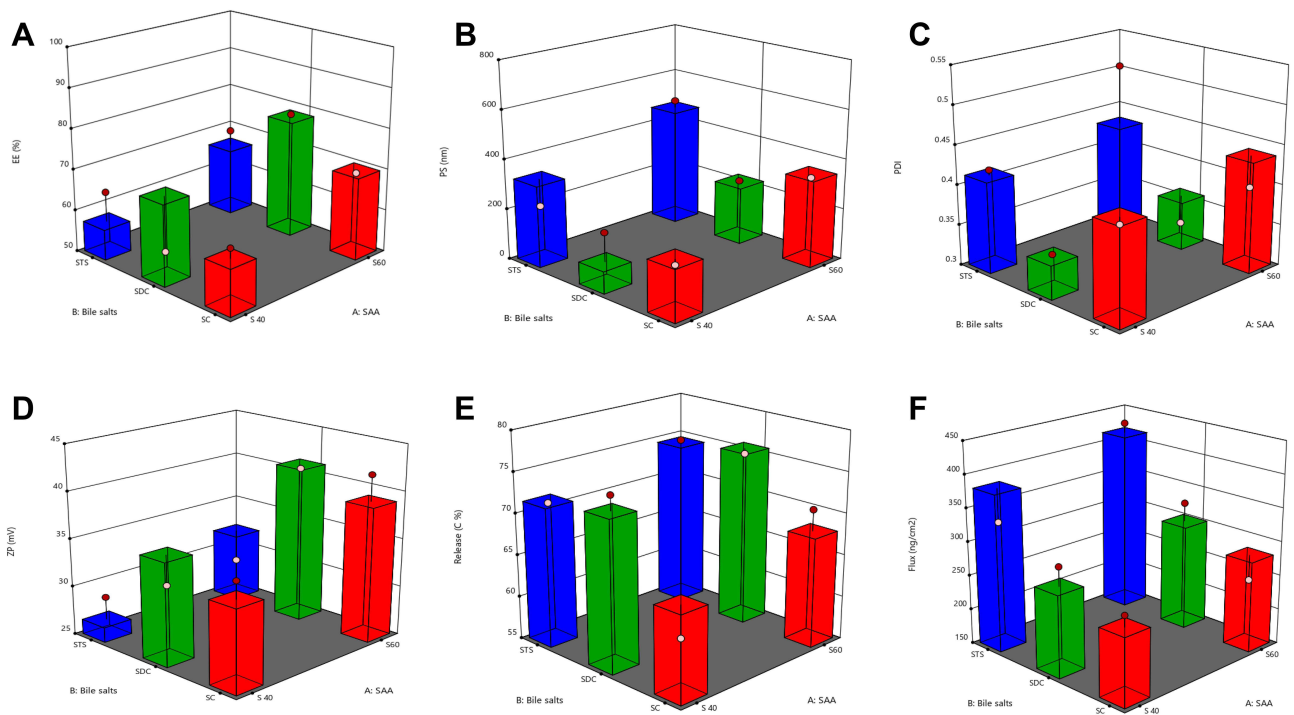 A
100
90
80
70
60
50
EE (%)
STS
SDC
SC
S 40
S60
B: Bile salts
A: SAA
B
800
600
400
200
0
PS (nm)
STS
SDC
SC
S 40
S60
B: Bile salts
A: SAA
C
0.55
0.5
0.45
0.4
0.35
0.3
PDI
STS
SDC
SC
S 40
S60
B: Bile salts
A: SAA
D
45
40
35
30
25
ZP (mV)
STS
SDC
SC
S 40
S60
B: Bile salts
A: SAA
E
80
75
70
65
60
55
Release (C %)
STS
SDC
SC
S 40
S60
B: Bile salts
A: SAA
F
450
400
350
300
250
200
150
Flux (ng/cm2)
STS
SDC
SC
S 40
S60
B: Bile salts
A: SAA